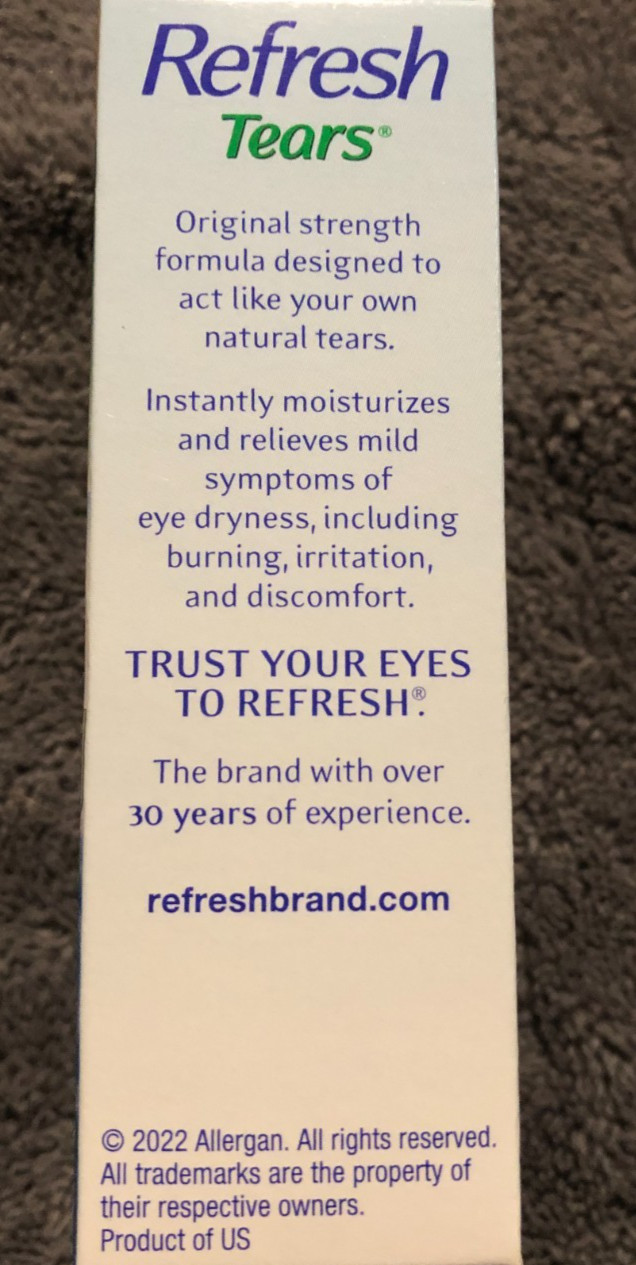 Refresh
Tears®
Original strength
formula designed to
act like your own
natural tears.
Instantly moisturizes
and relieves mild
symptoms of
eye dryness, including
burning, irritation,
and discomfort.
TRUST YOUR EYES
TO REFRESH®.
The brand with over
30 years of experience.
refreshbrand.com
© 2022 Allergan. All rights reserved.
All trademarks are the property of
their respective owners.
Product of US